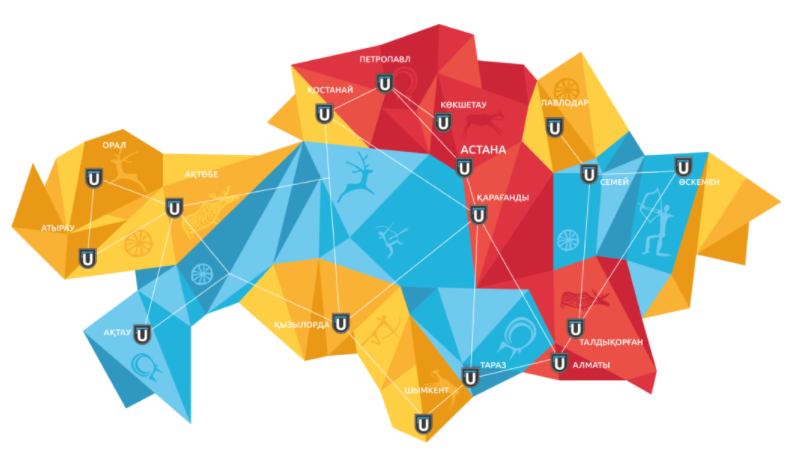 ПЕТРОПАВЛ
ҚОСТАНАЙ
КӨКШЕТАУ
ПАВЛОДАР
ОРАЛ
АСТАНА
АҚТӨБЕ
СЕМЕЙ
ӨСКЕМЕН
ҚАРАҒАНДЫ
АТЫРАУ
ҚЫЗЫЛОРДА
АҚТАУ
ТАЛДЫҚОРҒАН
ТАРАЗ
АЛМАТЫ
ШЫМКЕНТ